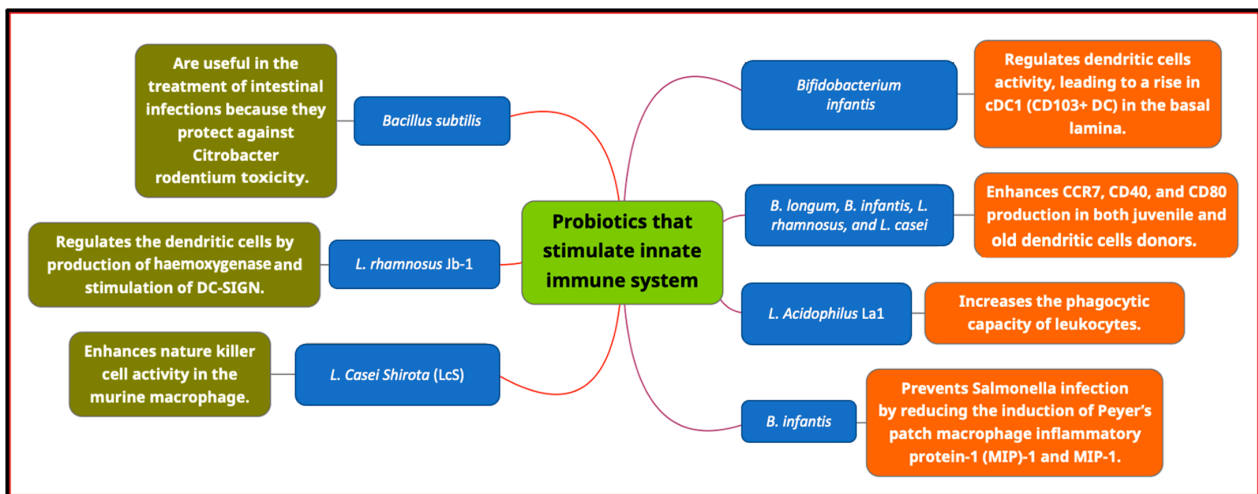 Are useful in the
treatment of intestinal
infections because they
protect against
Citrobacter
rodentium toxicity.
Bacillus subtilis
Regulates the dendritic cells by
production of haemoxygenase and
stimulation of DC-SIGN.
L. rhamnosus Jb-1
Enhances nature killer
cell activity in the
murine macrophage.
L. Casei Shirota (LcS)
Probiotics that
stimulate innate
immune system
Bifidobacterium
infantis
Regulates dendritic cells
activity, leading to a rise in
cDC1 (CD103+ DC) in the basal
lamina.
B. longum, B. infantis, L.
rhamnosus, and L. casei
Enhances CCR7, CD40, and CD80
production in both juvenile and
old dendritic cells donors.
L. Acidophilus La1
Increases the phagocytic
capacity of leukocytes.
B. infantis
Prevents Salmonella infection
by reducing the induction of Peyer’s
patch macrophage inflammatory
protein-1 (MIP)-1 and MIP-1.